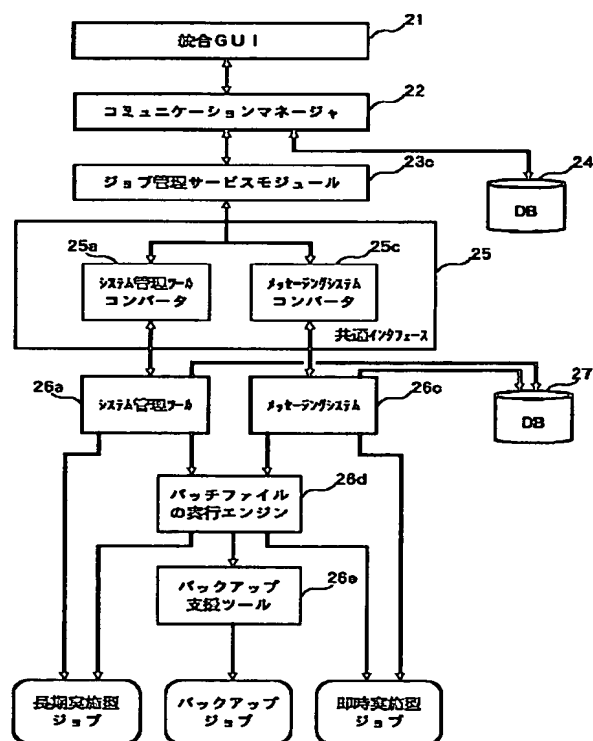 統合GUI
21
コミュニケーションマネージャ
22
ジョブ管理サービスモジュール
23c
24
DB
25
25a
システム管理ツール
コンバータ
25c
メッセージングシステム
コンバータ
共通インタフェース
26a
システム管理ツール
26c
メッセージングシステム
27
DB
26d
バッチファイル
の実行エンジン
26e
バックアップ
支援ツール
長期実施型
ジョブ
バックアップ
ジョブ
即時実施型
ジョブ